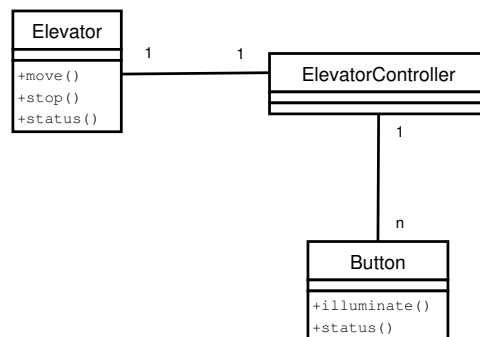 Elevator
+move()
+stop()
+status()
1
1
ElevatorController
1
n
Button
+illuminate()
+status()